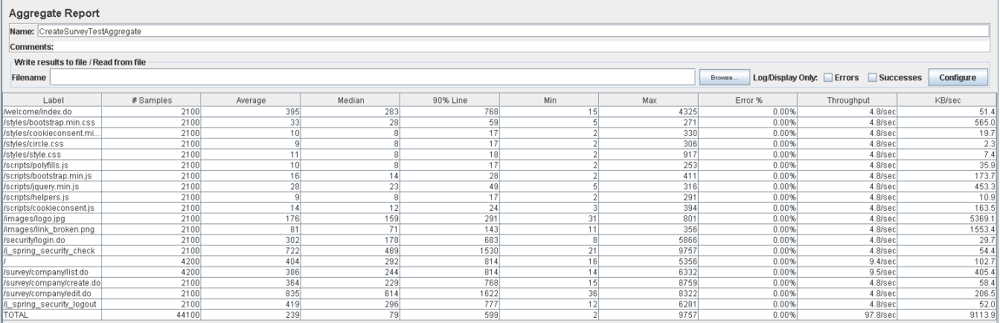 Aggregate Report
Name: CreateSurveyTestAggregate
Comments:
Write results to file / Read from file
Filename Browse... Log/Display Only: Errors Successes Configure
Label # Samples Average Median 90% Line Min Max Error % Throughput KB/sec
/welcome/index.do 2100 395 283 768 15 4325 0.00% 4.8/sec 51.4
/styles/bootstrap.min.css 2100 33 28 59 5 271 0.00% 4.8/sec 565.0
/styles/cookieconsent.mi... 2100 10 8 17 2 330 0.00% 4.8/sec 19.7
/styles/circle.css 2100 9 8 17 2 306 0.00% 4.8/sec 2.3
/styles/style.css 2100 11 8 18 2 917 0.00% 4.8/sec 7.4
/scripts/polyfills.js 2100 10 8 17 2 253 0.00% 4.8/sec 35.9
/scripts/bootstrap.min.js 2100 16 14 28 2 411 0.00% 4.8/sec 173.7
/scripts/jquery.min.js 2100 28 23 49 5 316 0.00% 4.8/sec 453.3
/scripts/helpers.js 2100 9 8 17 2 291 0.00% 4.8/sec 10.9
/scripts/cookieconsent.js 2100 14 12 24 3 394 0.00% 4.8/sec 163.5
/images/logo.jpg 2100 176 159 291 31 801 0.00% 4.8/sec 5369.1
/images/link_broken.png 2100 81 71 143 11 356 0.00% 4.8/sec 1553.4
/security/login.do 2100 302 178 683 8 5866 0.00% 4.8/sec 29.7
/j_spring_security_check 2100 722 489 1530 21 9757 0.00% 4.8/sec 54.4
/ 4200 404 292 814 16 5356 0.00% 9.4/sec 102.7
/survey/company/list.do 4200 386 244 814 14 6332 0.00% 9.5/sec 405.4
/survey/company/create.do 2100 364 229 768 15 8759 0.00% 4.8/sec 58.4
/survey/company/edit.do 2100 835 614 1622 36 8322 0.00% 4.8/sec 206.5
/j_spring_security_logout 2100 419 296 777 12 6281 0.00% 4.8/sec 52.0
TOTAL 44100 239 79 599 2 9757 0.00% 97.8/sec 9113.9